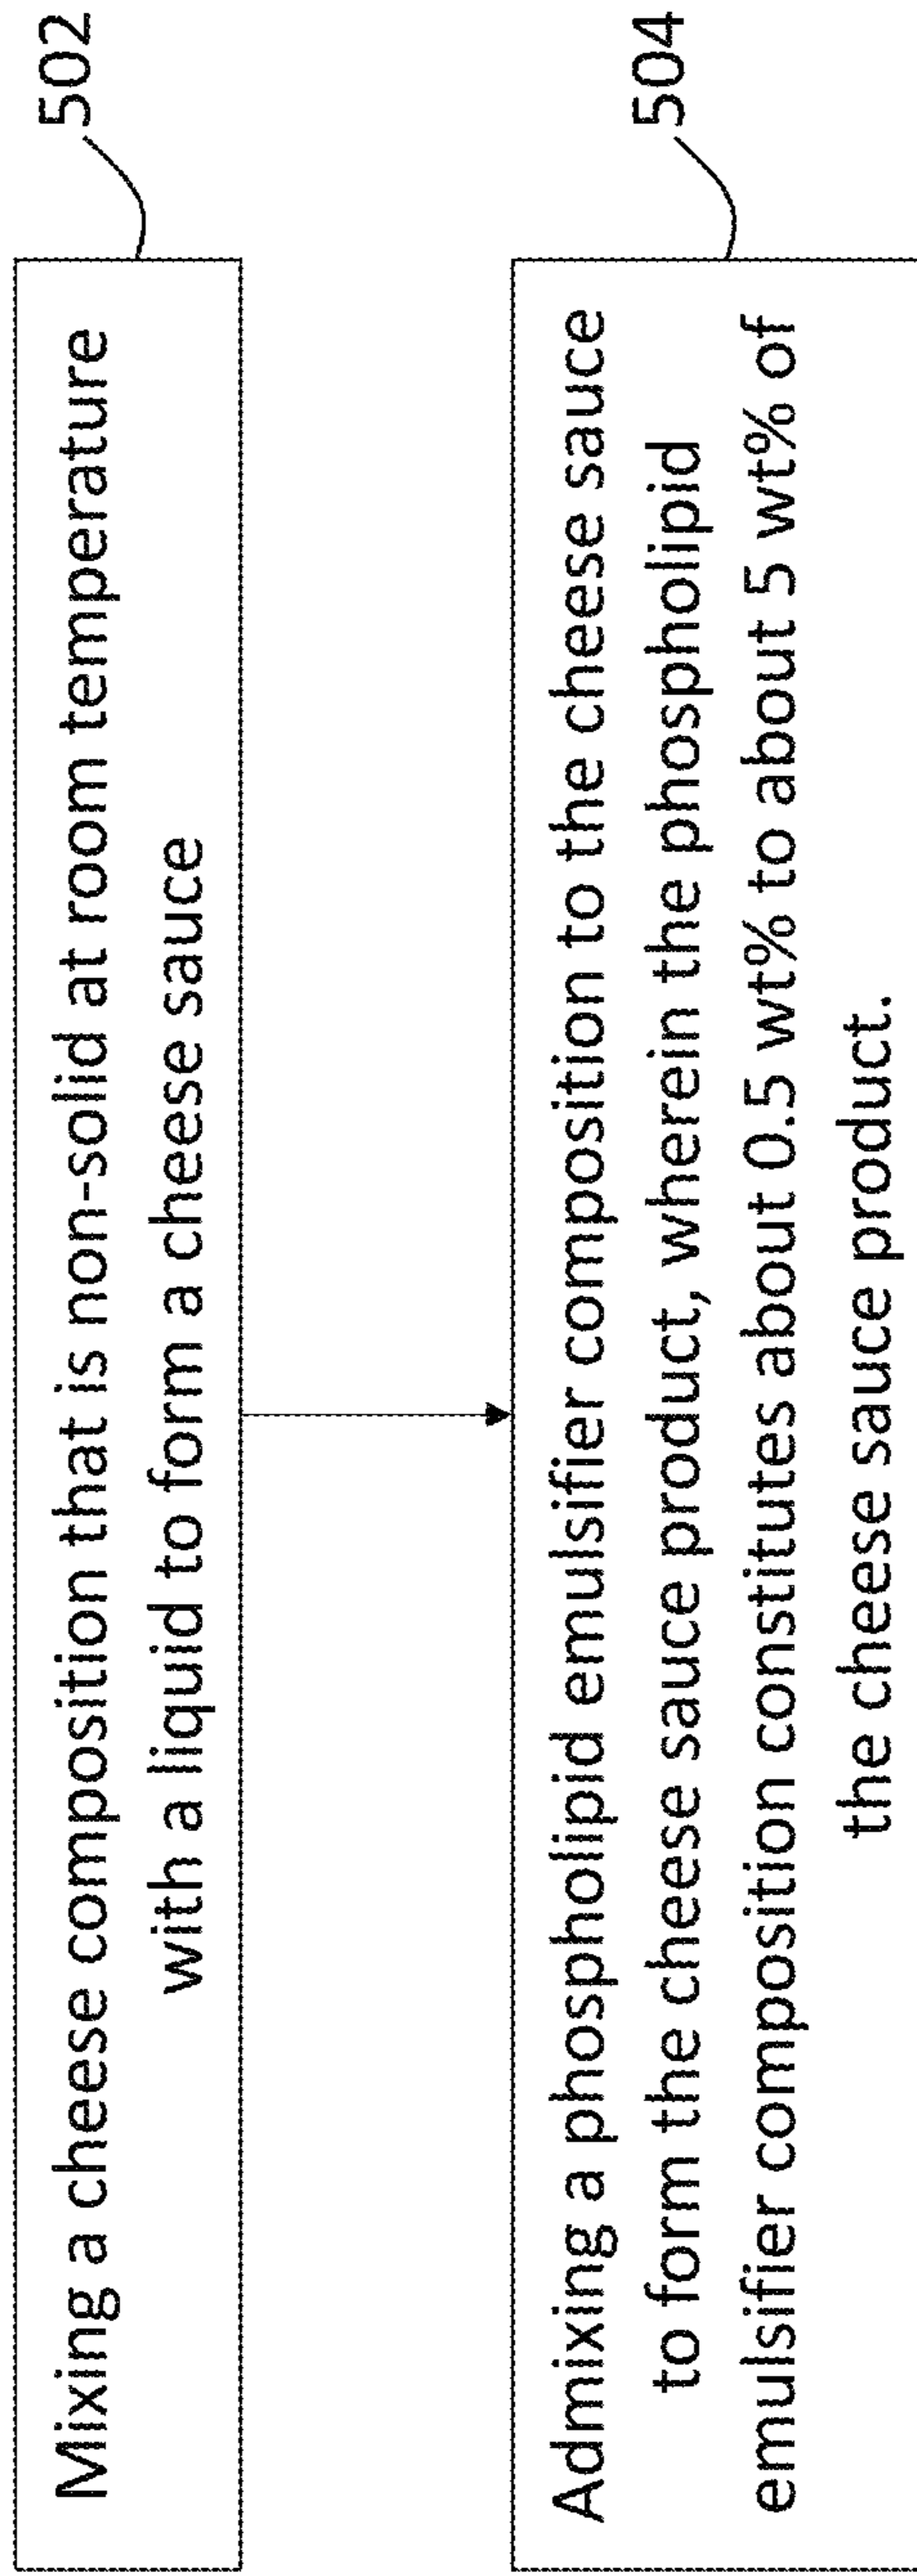 Mixing a cheese composition that is non-solid at room temperature
with a liquid to form a cheese sauce
502
Admixing a phospholipid emulsifier composition to the cheese sauce
to form the cheese sauce product, wherein the phospholipid
emulsifier composition constitutes about 0.5 wt% to about 5 wt% of
the cheese sauce product.
504